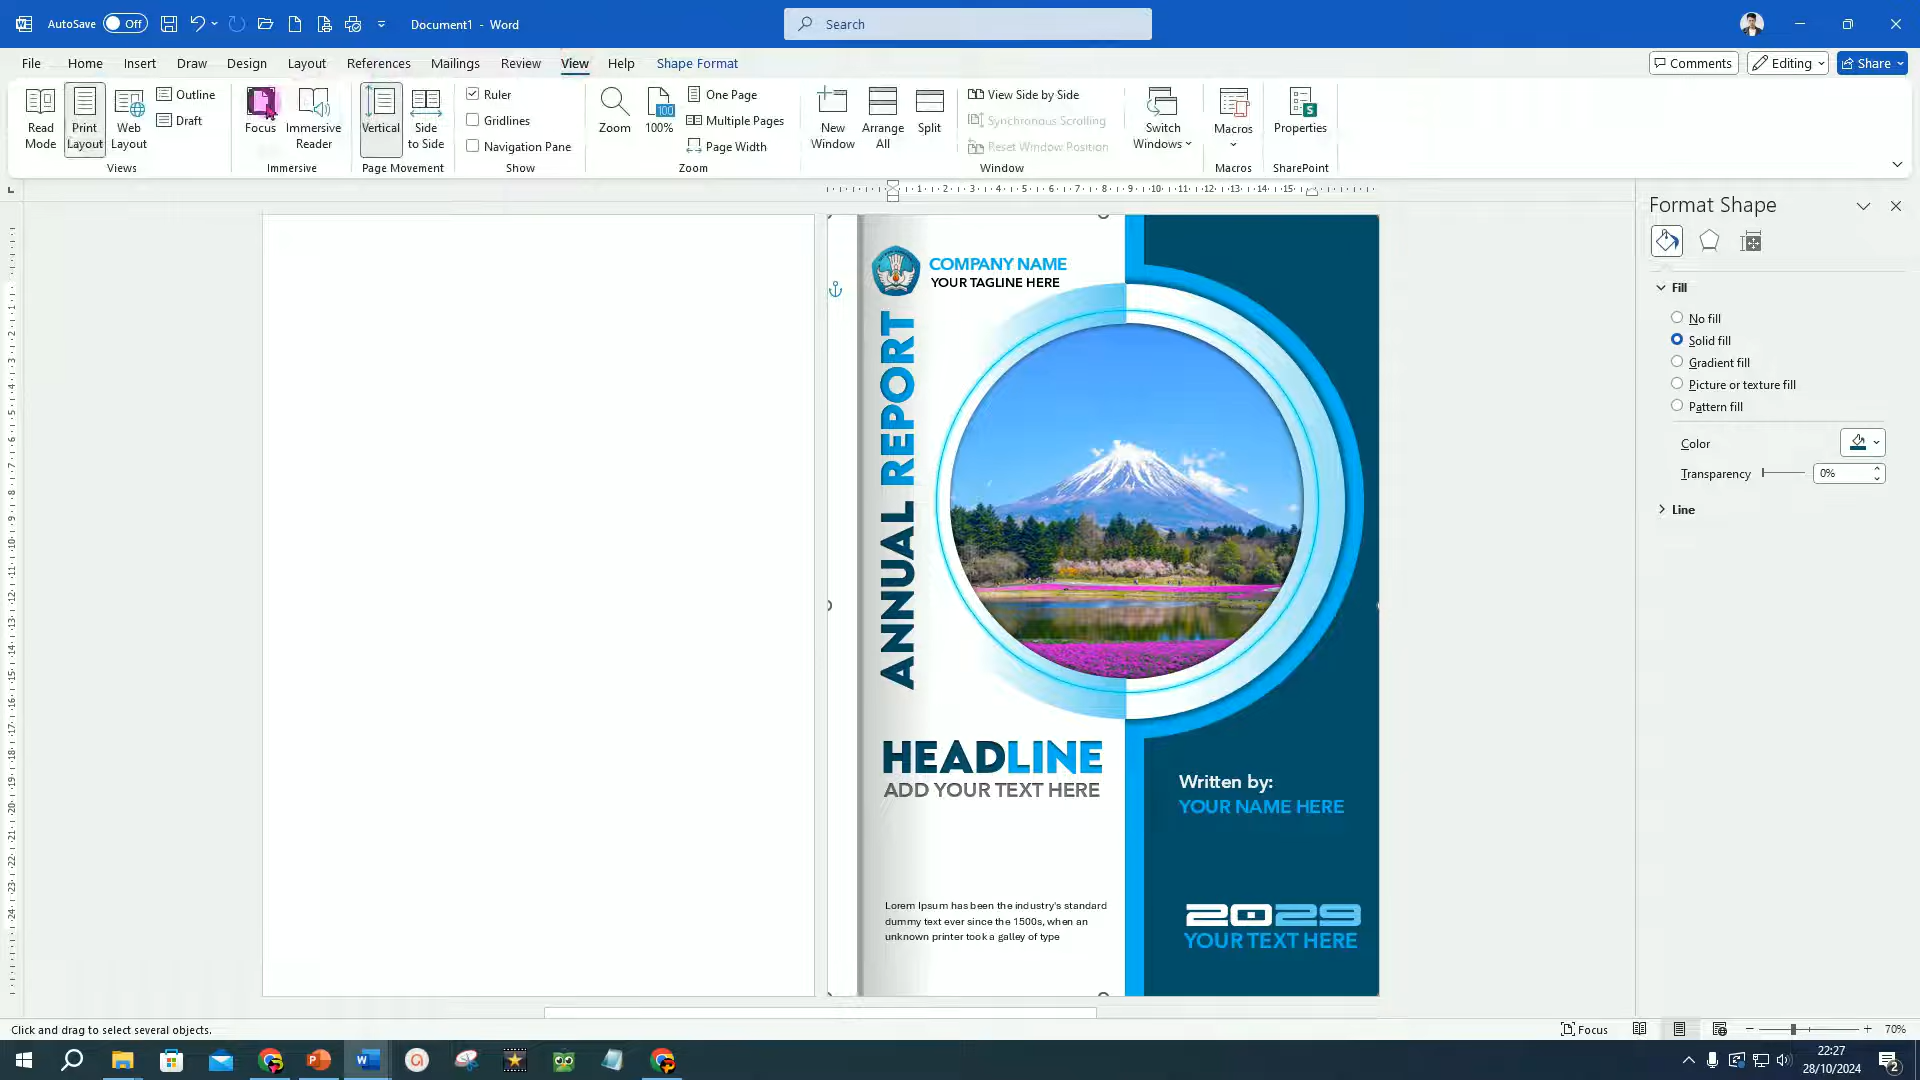 AutoSave Off Document1 - Word Search
File Home Insert Draw Design Layout References Mailings Review View Help Shape Format Comments Editing Share
Read Mode
Print Layout
Web Layout
Outline
Draft
Views
Focus
Immersive Reader
Immersive
Vertical
Side to Side
Page Movement
Ruler
Gridlines
Navigation Pane
Show
Zoom
100
100%
One Page
Multiple Pages
Page Width
Zoom
New Window
Arrange All
Split
View Side by Side
Synchronous Scrolling
Reset Window Position
Window
Switch Windows
Macros
Macros
Properties
SharePoint
Format Shape
Fill
No fill
Solid fill
Gradient fill
Picture or texture fill
Pattern fill
Color
Transparency 0%
Line
COMPANY NAME
YOUR TAGLINE HERE
ANNUAL REPORT
HEADLINE
ADD YOUR TEXT HERE
Written by:
YOUR NAME HERE
Lorem Ipsum has been the industry's standard
dummy text ever since the 1500s, when an
unknown printer took a galley of type
2029
YOUR TEXT HERE
Click and drag to select several objects.
Focus
70%
22:27
28/10/2024
2